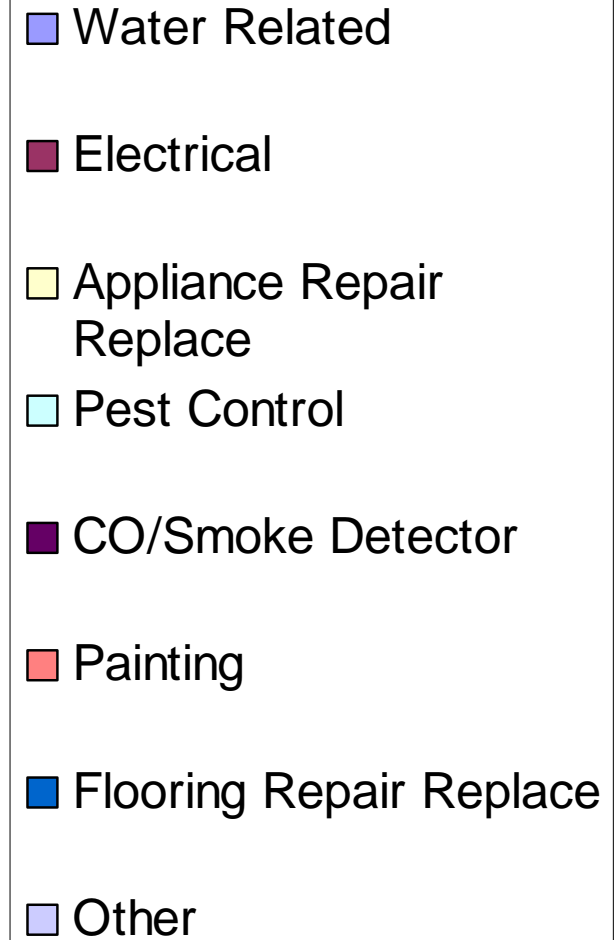 Water Related
Electrical
Appliance Repair
Replace
Pest Control
CO/Smoke Detector
Painting
Flooring Repair Replace
Other